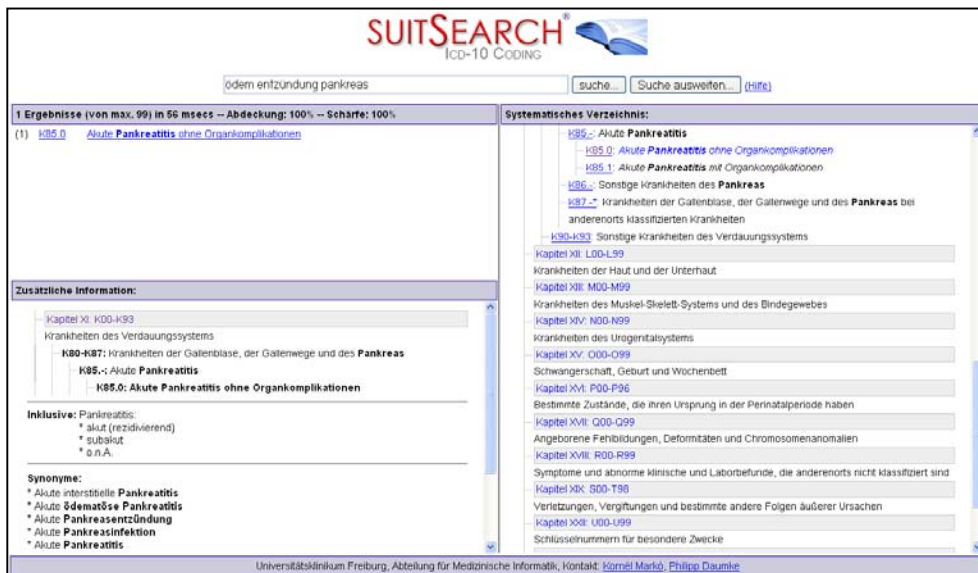 SUITSEARCH®
ICD-10 CODING
ödem entzündung pankreas
suche...
Suche ausweiten...
(Hilfe)
1 Ergebnisse (von max. 99) in 56 msecs -- Abdeckung: 100% -- Schärfe: 100%
(1) K85.0 Akute Pankreatitis ohne Organkomplikationen
Zusätzliche Information:
Kapitel XI: K00-K93
Krankheiten des Verdauungssystems
K80-K87: Krankheiten der Gallenblase, der Gallenwege und des Pankreas
K85.-: Akute Pankreatitis
K85.0: Akute Pankreatitis ohne Organkomplikationen
Inklusive: Pankreatitis:
* akut (rezidivierend)
* subakut
* o.n.A.
Synonyme:
* Akute interstitielle Pankreatitis
* Akute ödematöse Pankreatitis
* Akute Pankreasentzündung
* Akute Pankreasinfektion
* Akute Pankreatitis
Systematisches Verzeichnis:
K85.-: Akute Pankreatitis
K85.0: Akute Pankreatitis ohne Organkomplikationen
K85.1: Akute Pankreatitis mit Organkomplikationen
K86.-: Sonstige Krankheiten des Pankreas
K87.-*: Krankheiten der Gallenblase, der Gallenwege und des Pankreas bei
anderenorts klassifizierten Krankheiten
K90-K93: Sonstige Krankheiten des Verdauungssystems
Kapitel XII: L00-L99
Krankheiten der Haut und der Unterhaut
Kapitel XIII: M00-M99
Krankheiten des Muskel-Skelett-Systems und des Bindegewebes
Kapitel XIV: N00-N99
Krankheiten des Urogenitalsystems
Kapitel XV: O00-O99
Schwangerschaft, Geburt und Wochenbett
Kapitel XVI: P00-P96
Bestimmte Zustände, die ihren Ursprung in der Perinatalperiode haben
Kapitel XVII: Q00-Q99
Angeborene Fehlbildungen, Deformitäten und Chromosomenanomalien
Kapitel XVIII: R00-R99
Symptome und abnorme klinische und Laborbefunde, die anderenorts nicht klassifiziert sind
Kapitel XIX: S00-T98
Verletzungen, Vergiftungen und bestimmte andere Folgen äußerer Ursachen
Kapitel XXII: U00-U99
Schlüsselnummern für besondere Zwecke
Universitätsklinikum Freiburg, Abteilung für Medizinische Informatik, Kontakt: Kornél Markó, Philipp Daumke